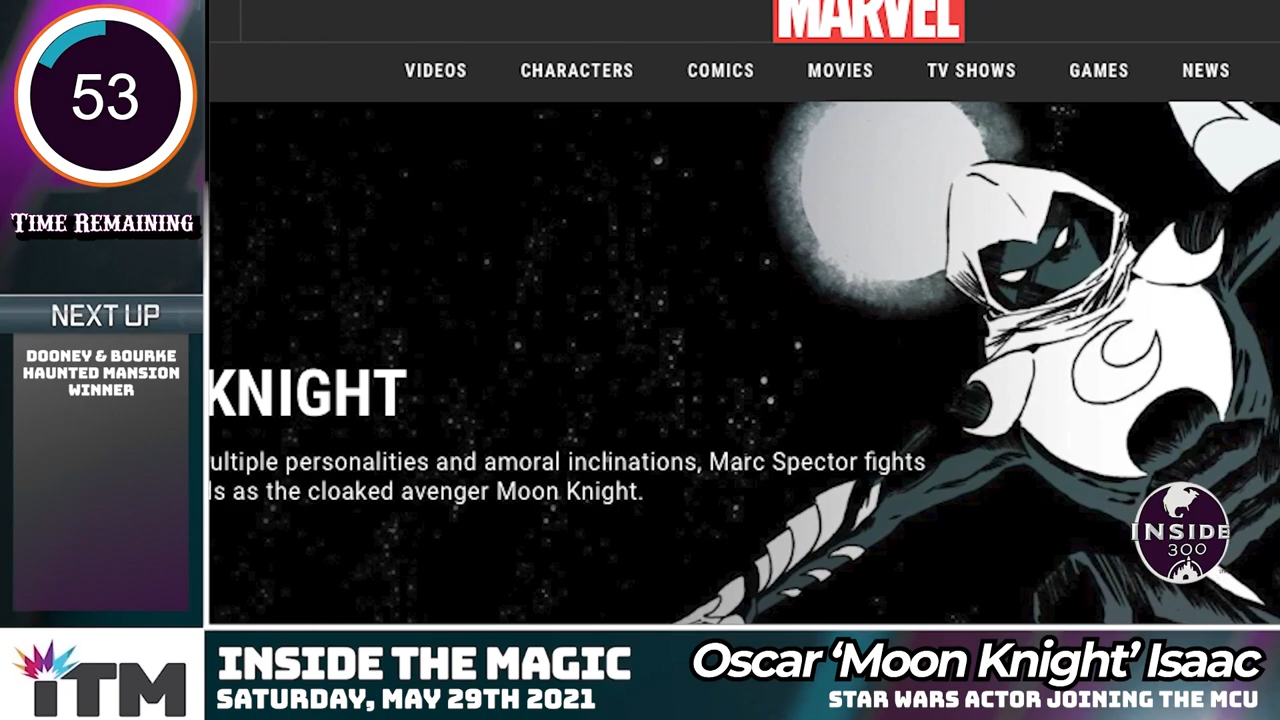 53
TIME REMAINING
NEXT UP
DOONEY & BOURKE
HAUNTED MANSION
WINNER
MARVEL
VIDEOS CHARACTERS COMICS MOVIES TV SHOWS GAMES NEWS
KNIGHT
ultiple personalities and amoral inclinations, Marc Spector fights
ls as the cloaked avenger Moon Knight.
INSIDE
300
iTM
INSIDE THE MAGIC
SATURDAY, MAY 29TH 2021
Oscar ‘Moon Knight’ Isaac
STAR WARS ACTOR JOINING THE MCU